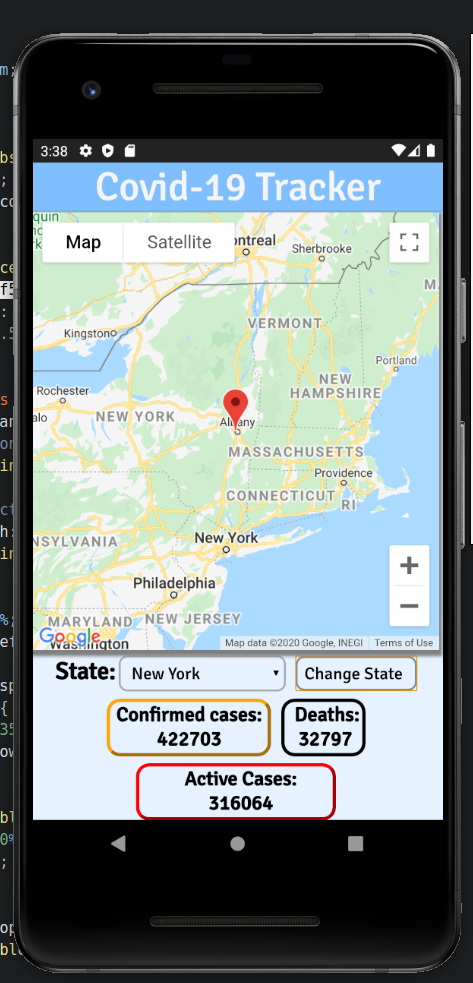 3:38
Covid-19 Tracker
Map
Satellite
Sherbrooke
VERMONT
Kingston
Portland
NEW
HAMPSHIRE
Rochester
NEW YORK
Albany
MASSACHUSETTS
Providence
CONNECTICUT
RI
New York
Philadelphia
MARYLAND
NEW JERSEY
Google
Washington
Map data ©2020 Google, INEGI
Terms of Use
State:
New York
Change State
Confirmed cases:
422703
Deaths:
32797
Active Cases:
316064